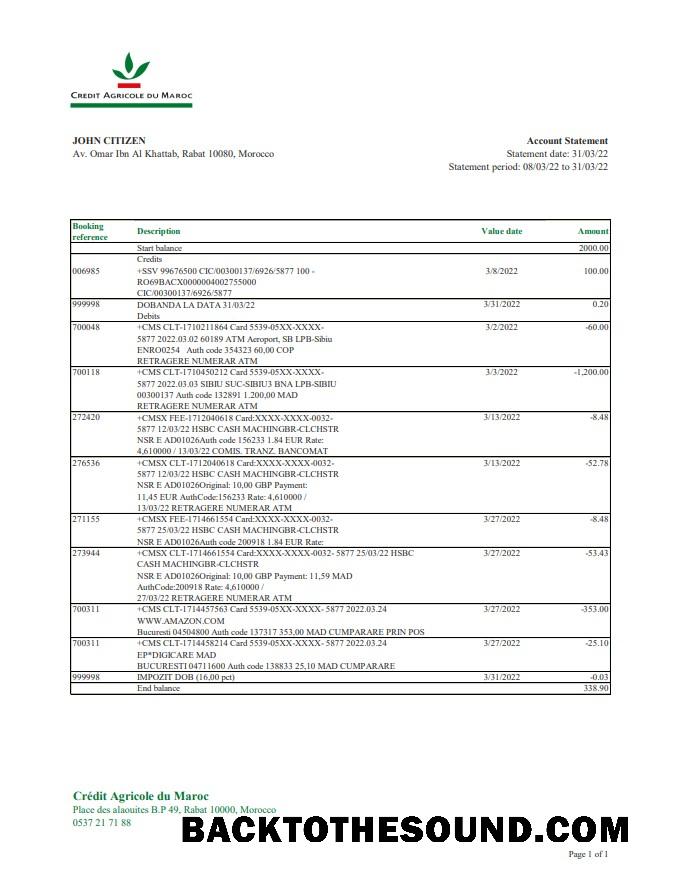 CREDIT AGRICOLE DU MAROC
JOHN CITIZEN
Av. Omar Ibn Al Khattab, Rabat 10080, Morocco
Account Statement
Statement date: 31/03/22
Statement period: 08/03/22 to 31/03/22
Booking reference Description Value date Amount
Start balance 2000.00
Credits
006985 +SSV 99676500 CIC/00300137/6926/5877 100 - 3/8/2022 100.00
RO69BACX0000004002755000
CIC/00300137/6926/5877
999998 DOBANDA LA DATA 31/03/22 3/31/2022 0.20
Debits
700048 +CMS CLT-1710211864 Card 5539-05XX-XXXX- 3/2/2022 -60.00
5877 2022.03.02 60189 ATM Aeroport, SB LPB-Sibiu
ENRO0254 Auth code 354323 60,00 COP
RETRAGERE NUMERAR ATM
700118 +CMS CLT-1710450212 Card 5539-05XX-XXXX- 3/3/2022 -1,200.00
5877 2022.03.03 SIBIU SUC-SIBIU3 BNA LPB-SIBIU
00300137 Auth code 132891 1.200,00 MAD
RETRAGERE NUMERAR ATM
272420 +CMSX FEE-1712040618 Card:XXXX-XXXX-0032- 3/13/2022 -8.48
5877 12/03/22 HSBC CASH MACHINGBR-CLCHSTR
NSR E AD01026Auth code 156233 1.84 EUR Rate:
4,610000 / 13/03/22 COMIS. TRANZ. BANCOMAT
276536 +CMSX CLT-1712040618 Card:XXXX-XXXX-0032- 3/13/2022 -52.78
5877 12/03/22 HSBC CASH MACHINGBR-CLCHSTR
NSR E AD01026Original: 10,00 GBP Payment:
11,45 EUR AuthCode:156233 Rate: 4,610000 /
13/03/22 RETRAGERE NUMERAR ATM
271155 +CMSX FEE-1714661554 Card:XXXX-XXXX-0032- 3/27/2022 -8.48
5877 25/03/22 HSBC CASH MACHINGBR-CLCHSTR
NSR E AD01026Auth code 200918 1.84 EUR Rate:
273944 +CMSX CLT-1714661554 Card:XXXX-XXXX-0032- 5877 25/03/22 HSBC 3/27/2022 -53.43
CASH MACHINGBR-CLCHSTR
NSR E AD01026Original: 10,00 GBP Payment: 11,59 MAD
AuthCode:200918 Rate: 4,610000 /
27/03/22 RETRAGERE NUMERAR ATM
700311 +CMS CLT-1714457563 Card 5539-05XX-XXXX- 5877 2022.03.24 3/27/2022 -353.00
WWW.AMAZON.COM
Bucuresti 04504800 Auth code 137317 353,00 MAD CUMPARARE PRIN POS
700311 +CMS CLT-1714458214 Card 5539-05XX-XXXX- 5877 2022.03.24 3/27/2022 -25.10
EP*DIGICARE MAD
BUCURESTI 04711600 Auth code 138833 25,10 MAD CUMPARARE
999998 IMPOZIT DOB (16,00 pct) 3/31/2022 -0.03
End balance 338.90
Crédit Agricole du Maroc
Place des alaouites B.P 49, Rabat 10000, Morocco
0537 21 71 88
BACKTOTHESOUND.COM
Page 1 of 1